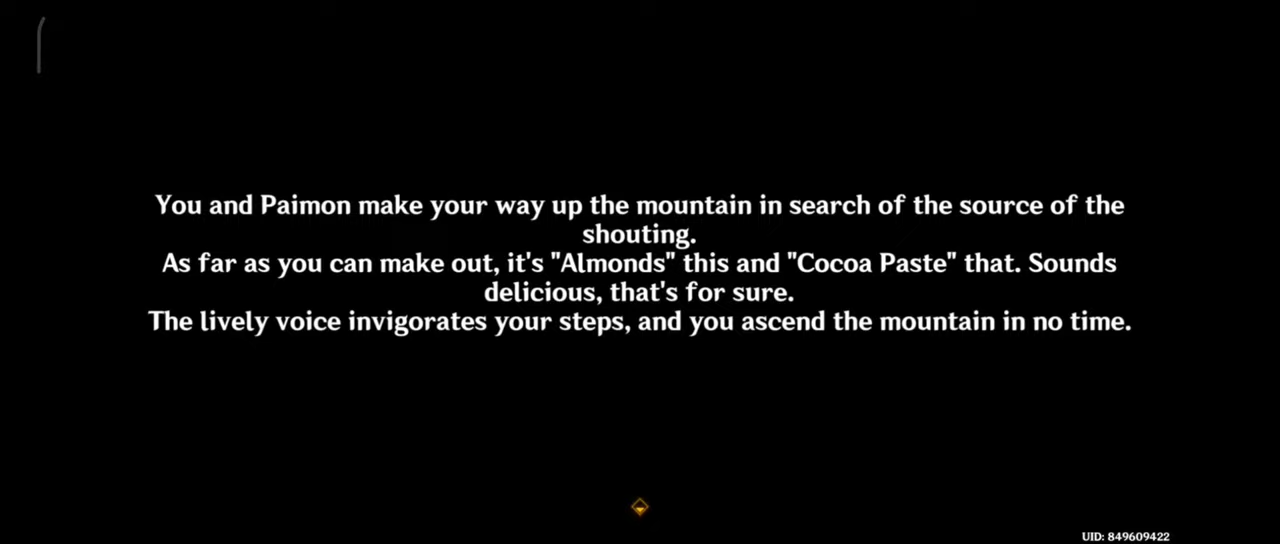 You and Paimon make your way up the mountain in search of the source of the
shouting.
As far as you can make out, it's "Almonds" this and "Cocoa Paste" that. Sounds
delicious, that's for sure.
The lively voice invigorates your steps, and you ascend the mountain in no time.
UID: 849609422